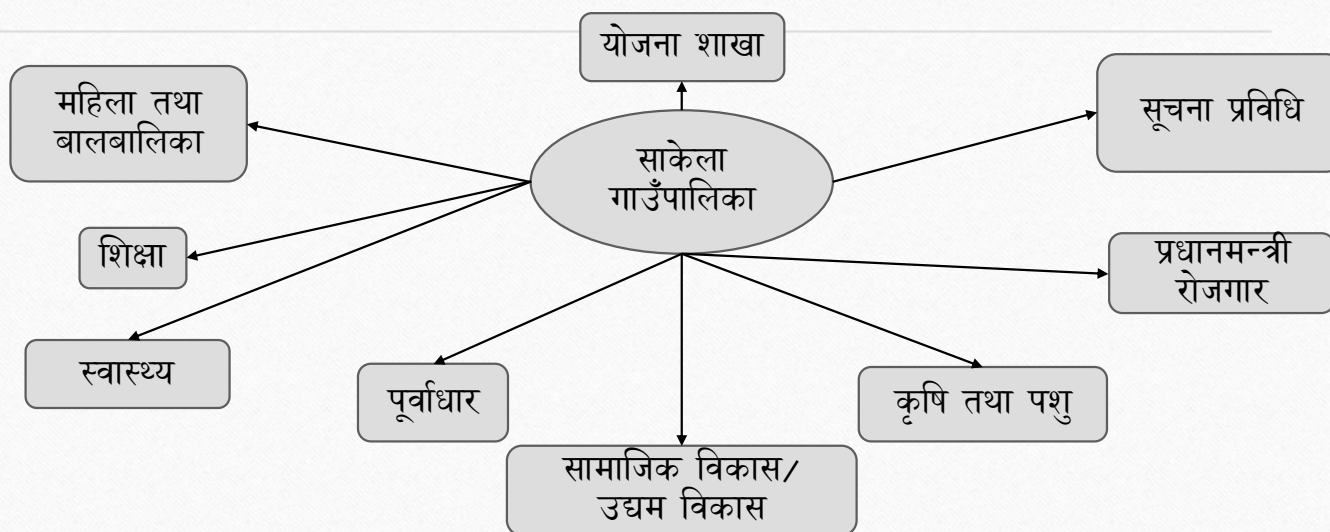 योजना शाखा
महिला तथा
बालबालिका
सूचना प्रविधि
साकेला
गाउँपालिका
शिक्षा
प्रधानमन्त्री
रोजगार
स्वास्थ्य
पूर्वाधार
कृषि तथा पशु
सामाजिक विकास/
उद्यम विकास